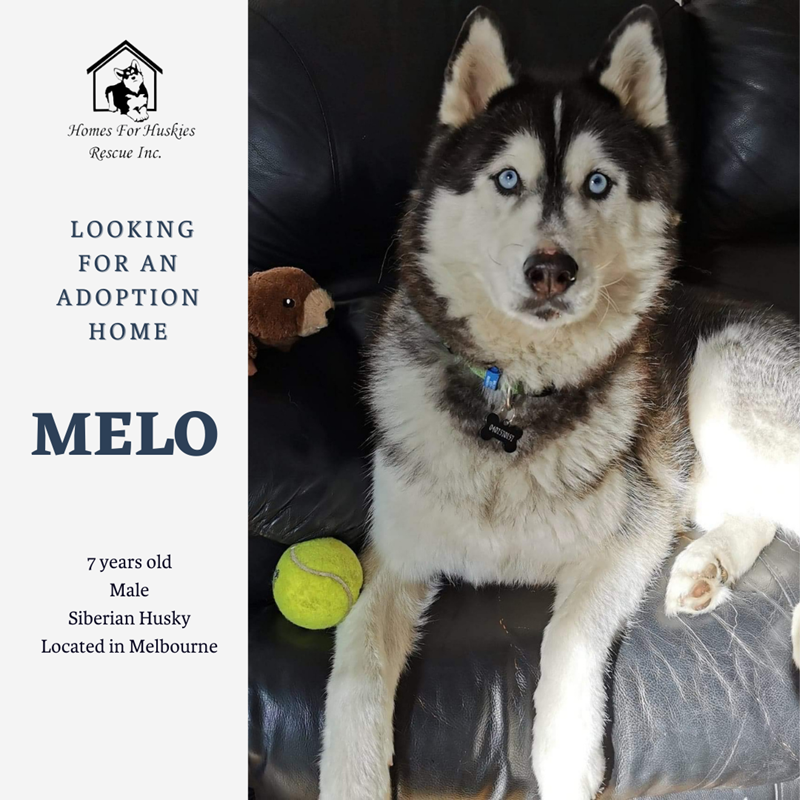 Homes For Huskies
Rescue Inc.
LOOKING
FOR AN
ADOPTION
HOME
MELO
7 years old
Male
Siberian Husky
Located in Melbourne